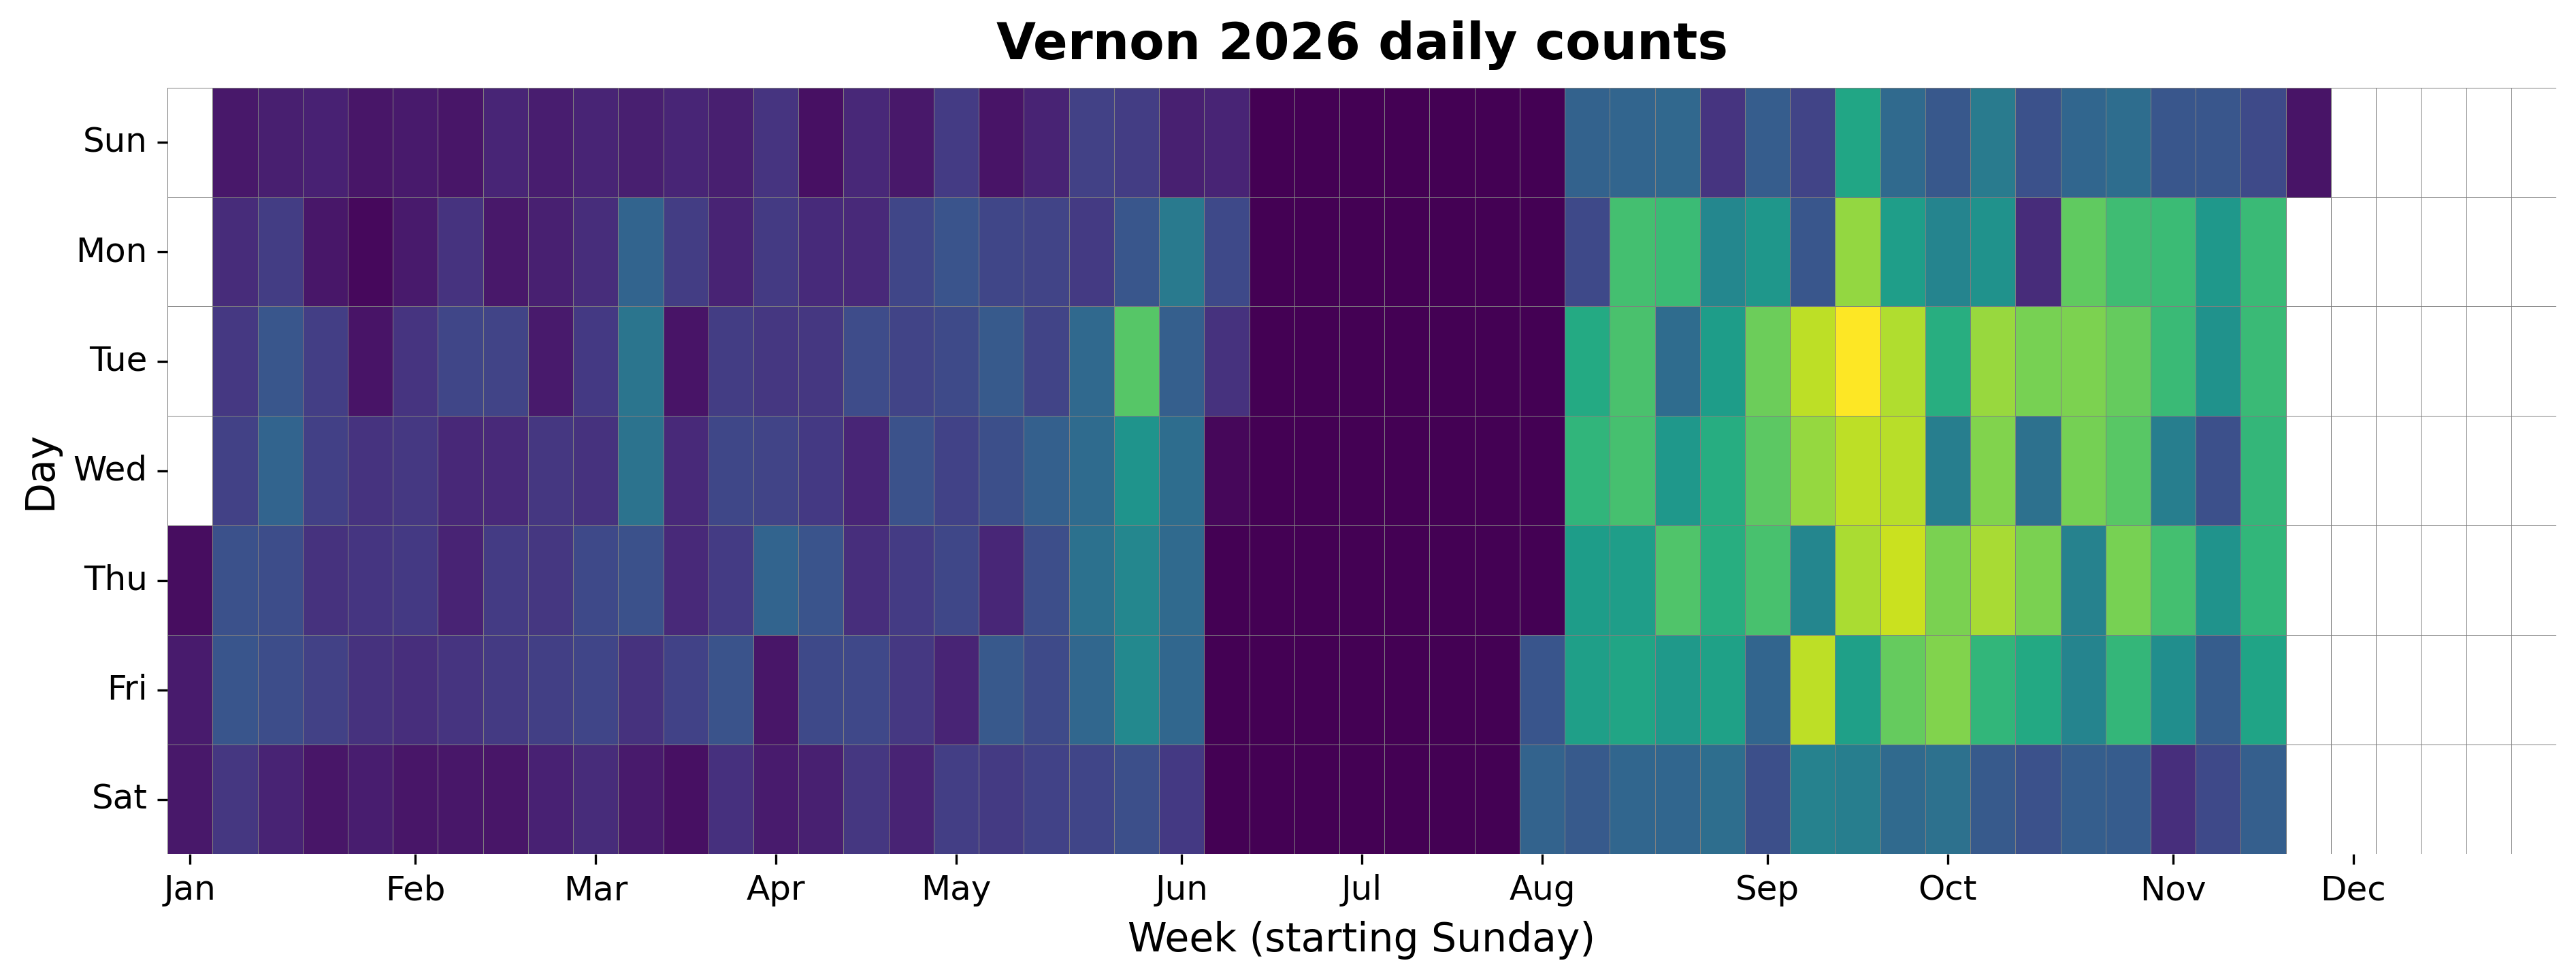 Vernon 2026 daily counts
Day
Sun
Mon
Tue
Wed
Thu
Fri
Sat
Jan Feb Mar Apr May Jun Jul Aug Sep Oct Nov Dec
Week (starting Sunday)